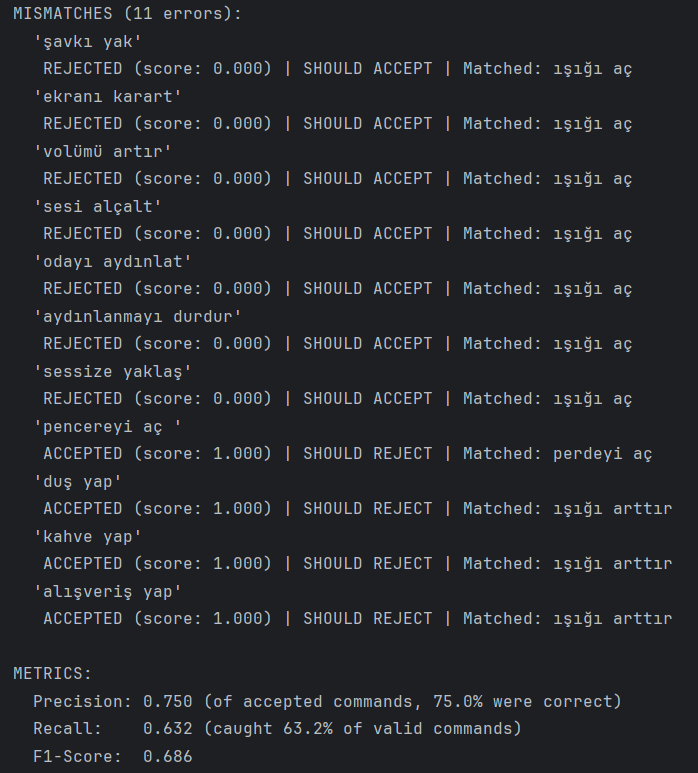 MISMATCHES (11 errors):
'şavkı yak'
REJECTED (score: 0.000) | SHOULD ACCEPT | Matched: ışığı aç
'ekranı karart'
REJECTED (score: 0.000) | SHOULD ACCEPT | Matched: ışığı aç
'volümü artır'
REJECTED (score: 0.000) | SHOULD ACCEPT | Matched: ışığı aç
'sesi alçalt'
REJECTED (score: 0.000) | SHOULD ACCEPT | Matched: ışığı aç
'odayı aydınlat'
REJECTED (score: 0.000) | SHOULD ACCEPT | Matched: ışığı aç
'aydınlanmayı durdur'
REJECTED (score: 0.000) | SHOULD ACCEPT | Matched: ışığı aç
'sessize yaklaş'
REJECTED (score: 0.000) | SHOULD ACCEPT | Matched: ışığı aç
'pencereyi aç '
ACCEPTED (score: 1.000) | SHOULD REJECT | Matched: perdeyi aç
'duş yap'
ACCEPTED (score: 1.000) | SHOULD REJECT | Matched: ışığı arttır
'kahve yap'
ACCEPTED (score: 1.000) | SHOULD REJECT | Matched: ışığı arttır
'alışveriş yap'
ACCEPTED (score: 1.000) | SHOULD REJECT | Matched: ışığı arttır
METRICS:
Precision: 0.750 (of accepted commands, 75.0% were correct)
Recall: 0.632 (caught 63.2% of valid commands)
F1-Score: 0.686